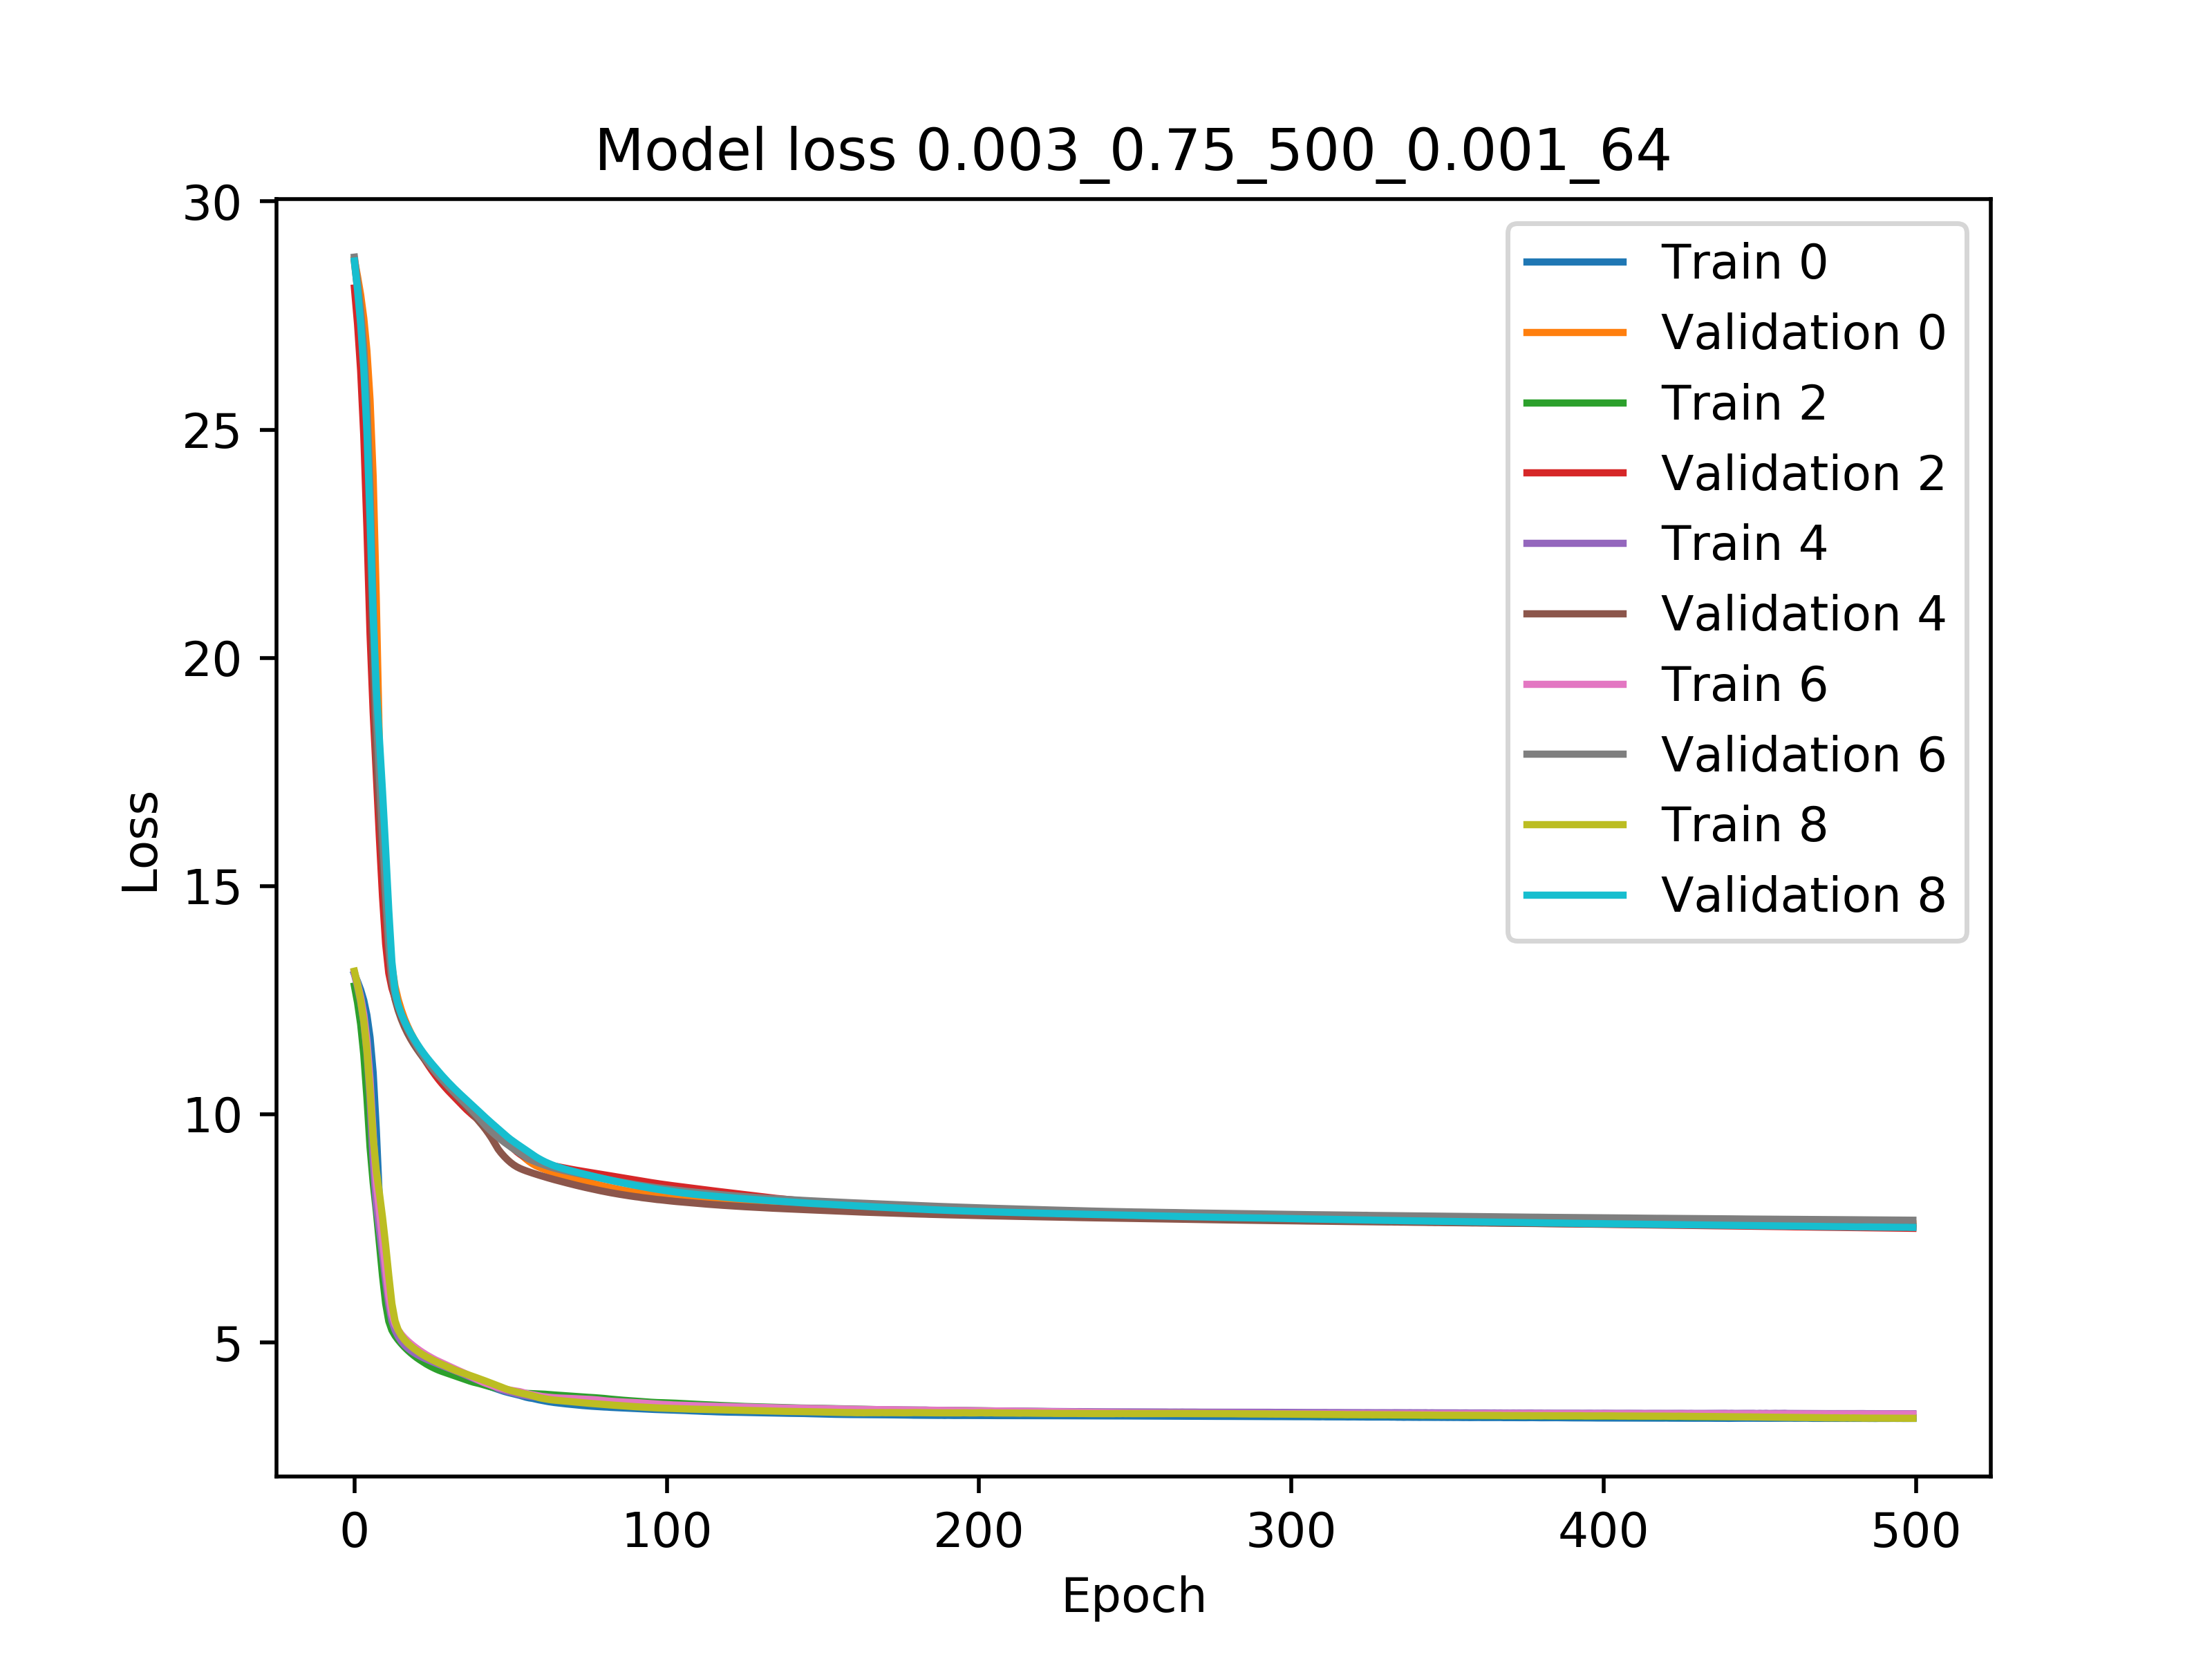 Model loss 0.003_0.75_500_0.001_64
30
25
20
15
10
5
Loss
Train 0
Validation 0
Train 2
Validation 2
Train 4
Validation 4
Train 6
Validation 6
Train 8
Validation 8
0 100 200 300 400 500
Epoch